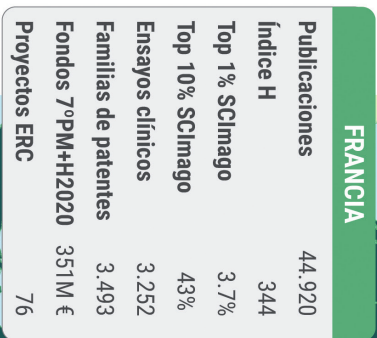 FRANCIA
Publicaciones 44.920
Índice H 344
Top 1% SCImago 3.7%
Top 10% SCImago 43%
Ensayos clínicos 3.252
Familias de patentes 3.493
Fondos 7ºPM+H2020 351M €
Proyectos ERC 76